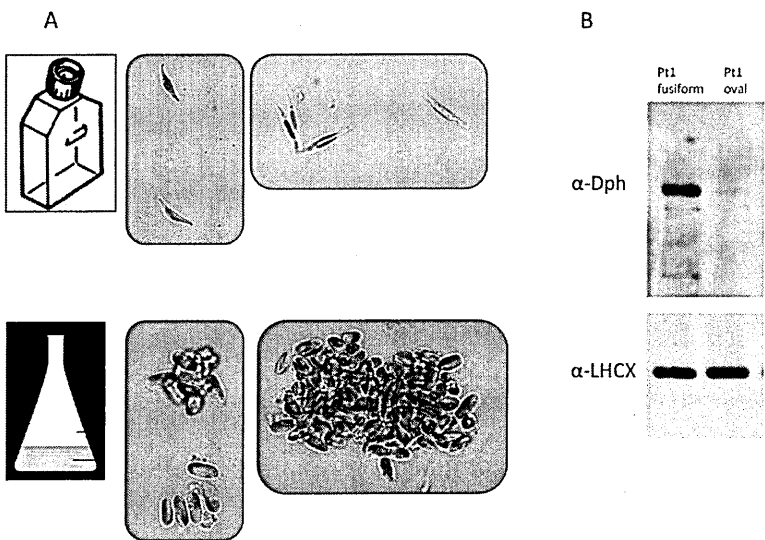 A
B
Pt1 Pt1
fusiform oval
α-Dph
α-LHCX